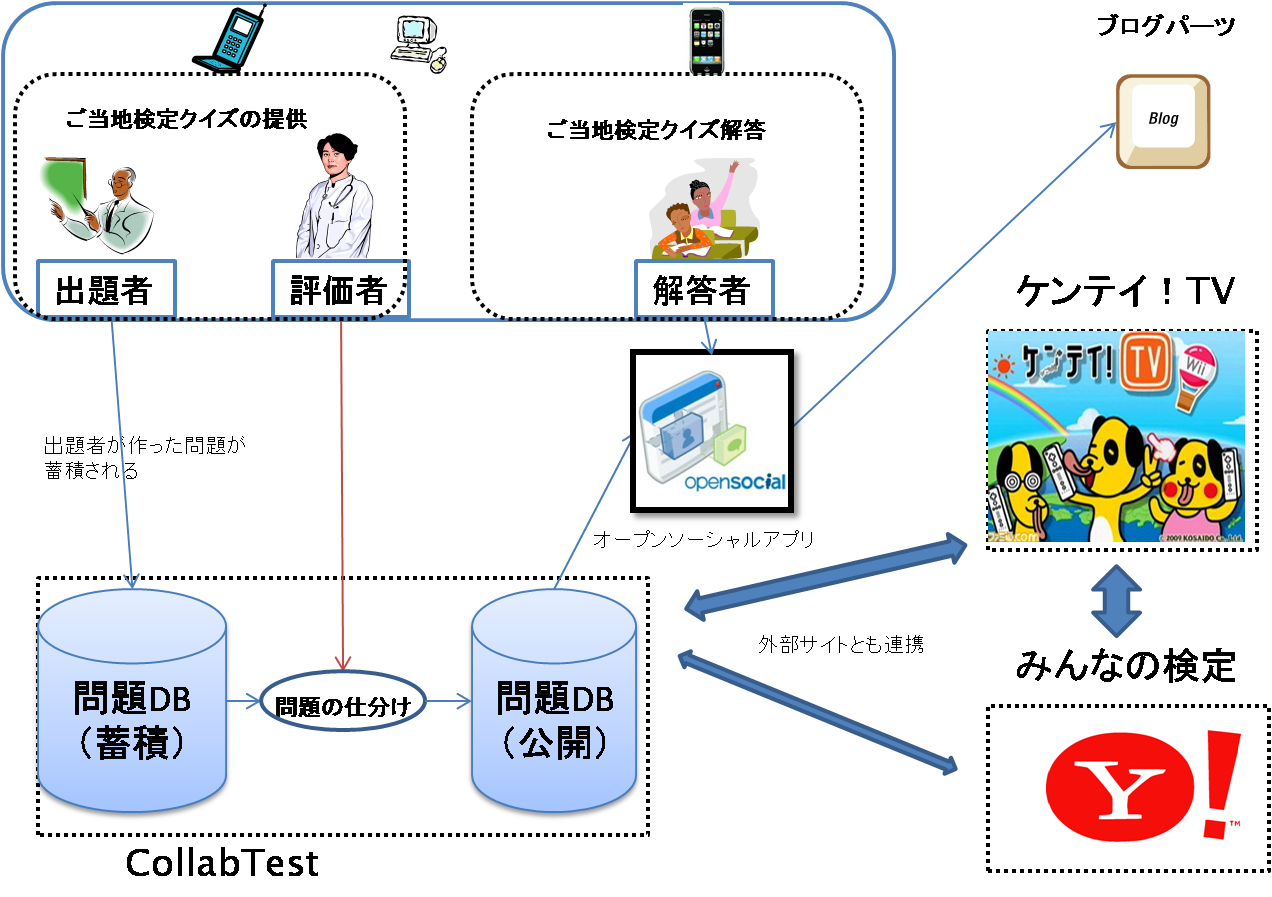 ブログパーツ
Blog
ご当地検定クイズの提供
ご当地検定クイズ解答
出題者
評価者
解答者
ケンテイ！TV
ケンテイ!
TV
Wii
© 2009 KOSAIDO Co., Ltd.
出題者が作った問題が
蓄積される
opensocial
オープンソーシャルアプリ
外部サイトとも連携
みんなの検定
Y!
TM
問題DB
（蓄積）
問題の仕分け
問題DB
（公開）
CollabTest